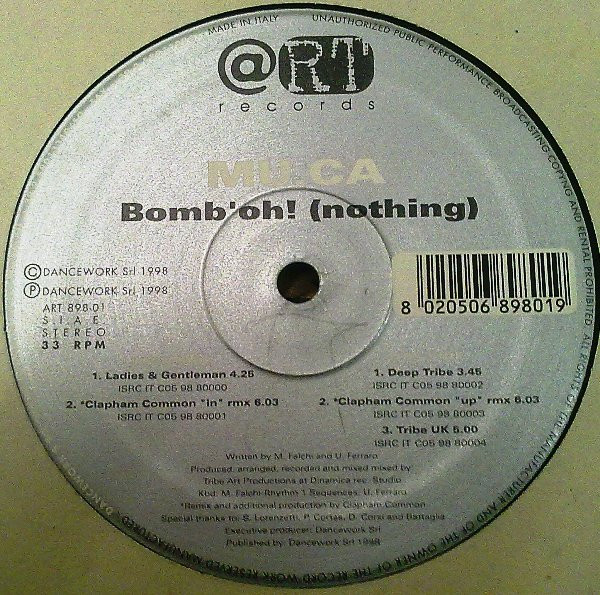 MADE IN ITALY
UNAUTHORIZED PUBLIC PERFORMANCE BROADCASTING COPYING AND RENTAL PROHIBITED. ALL RIGHTS OF THE MANUFACTURER AND OF THE OWNER OF THE RECORD WORK RESERVED MANUFACTURED
@RT
records
MU.CA
Bomb'oh! (nothing)
© DANCEWORK Srl 1998
℗ DANCEWORK Srl 1998
ART 898.01
S.I.A.E.
STEREO
33 RPM
8 020506 898019
1. Ladies & Gentleman 4.25
ISRC IT C05 98 80000
2. *Clapham Common "in" rmx 6.03
ISRC IT C05 98 80001
1. Deep Tribe 3.45
ISRC IT C05 98 80002
2. *Clapham Common "up" rmx 6.03
ISRC IT C05 98 80003
3. Tribe UK 5.00
ISRC IT C05 98 80004
Written by M. Falchi and U. Ferraro
Produced, arranged, recorded and mixed mixed by
Tribe Art Productions at Dinamica rec. Studio
M. Falchi Rhythm 1 Sequences: U. Ferraro
*Remix and additional production by Clapham Common
Special thanks for S. Lorenzetti, P. Cortas, D. Corsi and Battaglia
Executive producer: Dancework Srl
Published by: Dancework Srl 1998